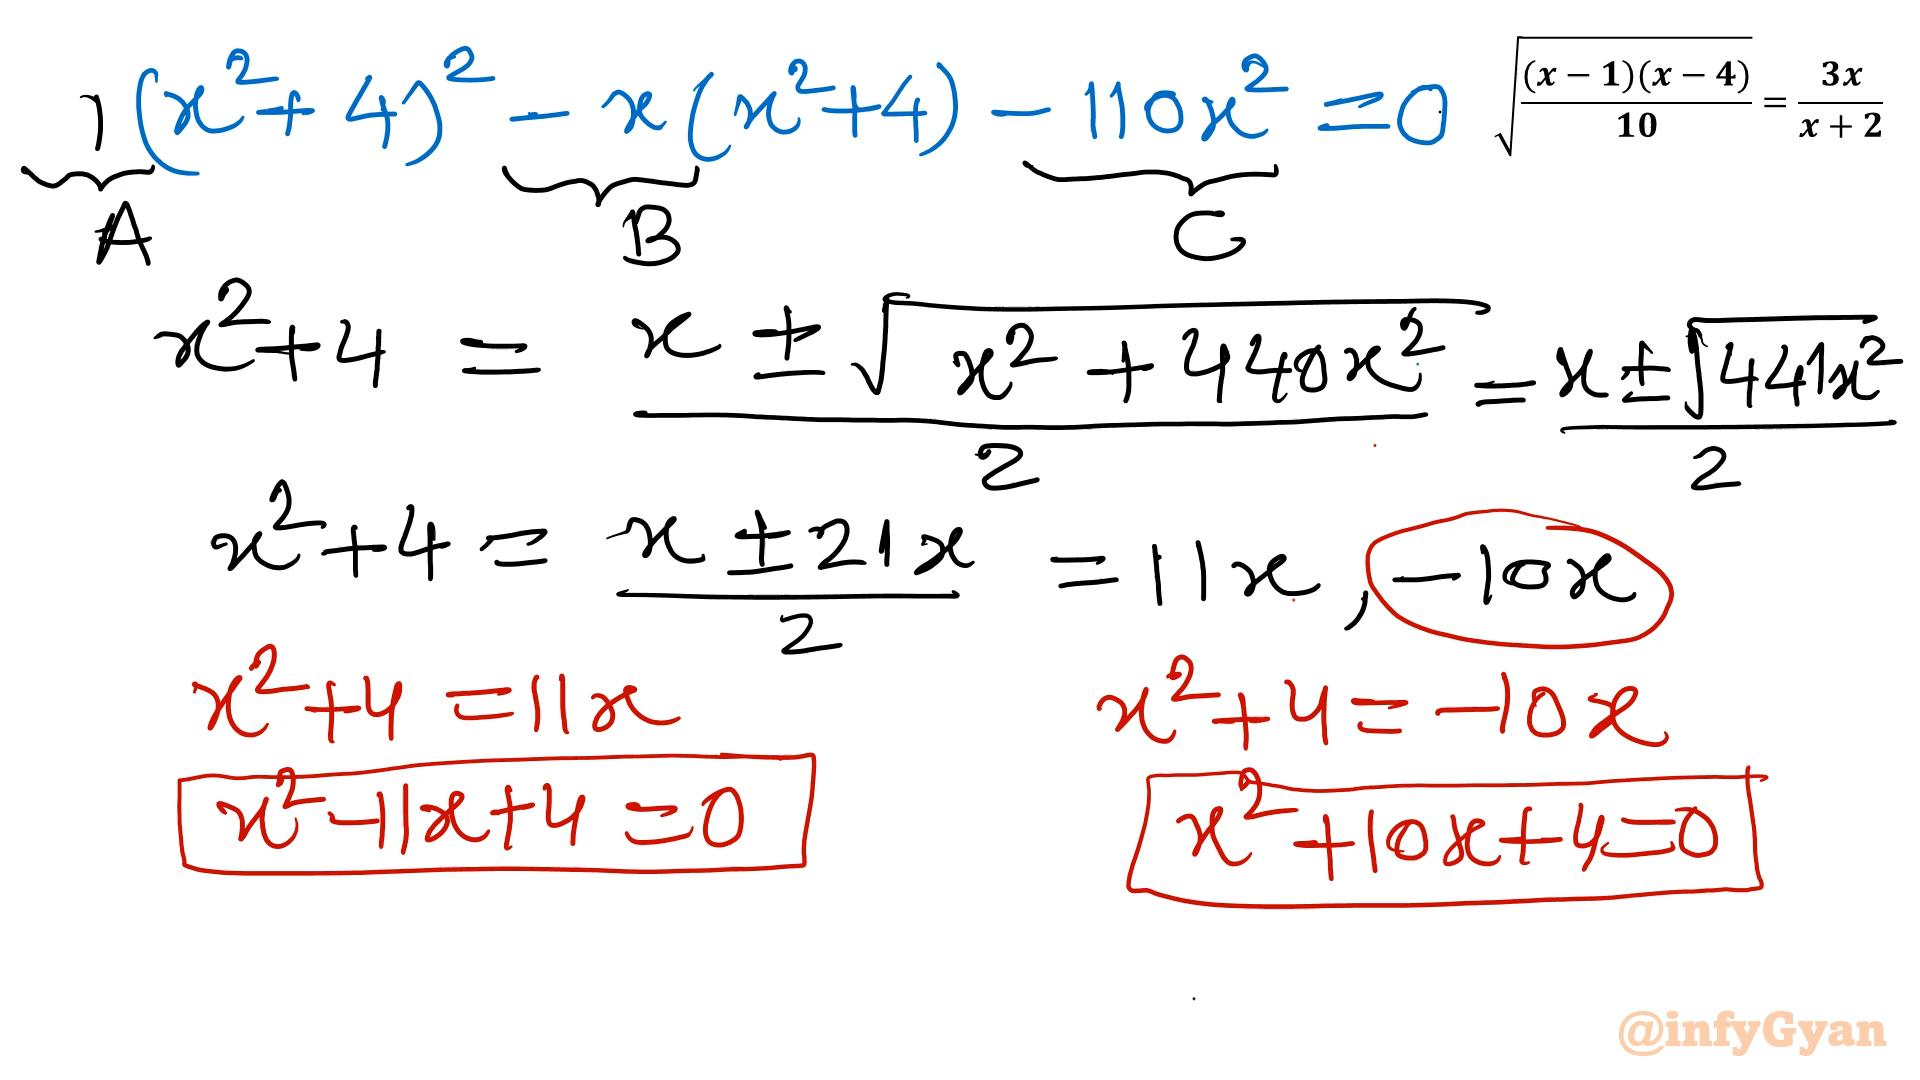 1(x² + 4)² − x(x² + 4) − 110x² = 0
√((x − 1)(x − 4)/10) = 3x/(x + 2)
A B C
x² + 4 = (x ± √(x² + 440x²))/2 = (x ± √(441x²))/2
x² + 4 = (x ± 21x)/2 = 11x, −10x
x² + 4 = 11x
x² + 4 = −10x
x² − 11x + 4 = 0
x² + 10x + 4 = 0
@infyGyan